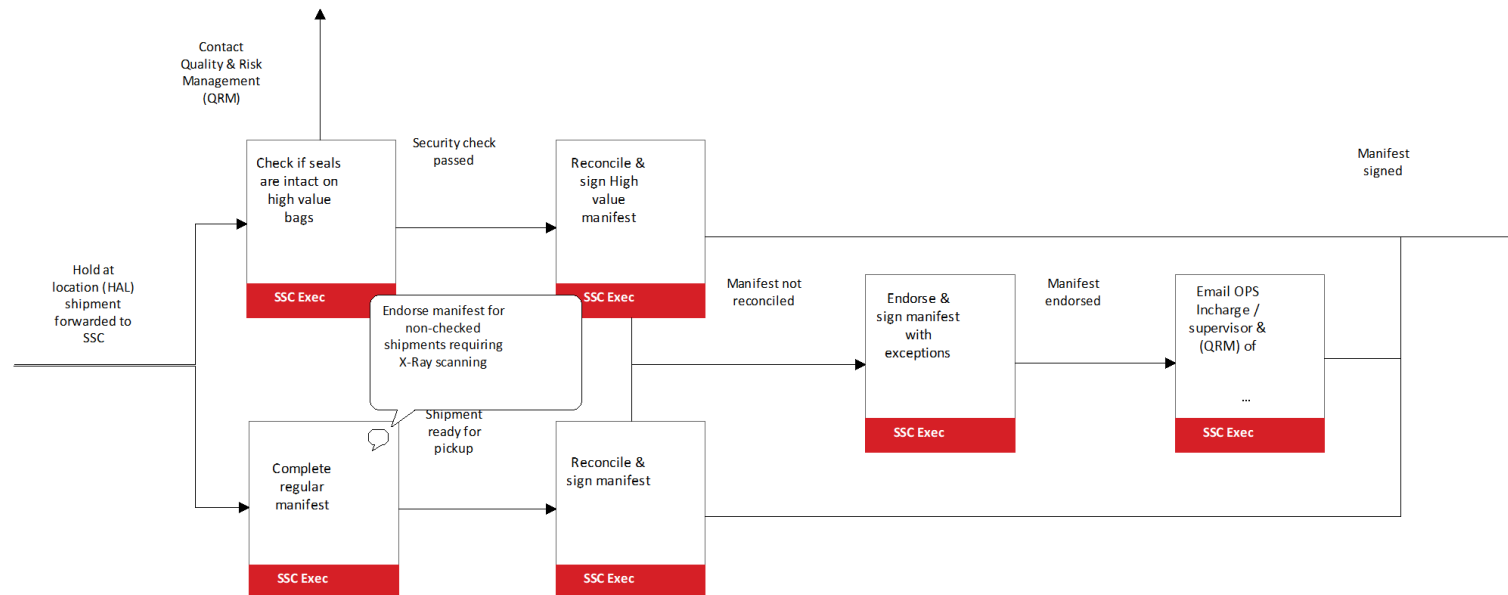 Contact
Quality & Risk
Management
(QRM)
Check if seals
are intact on
high value
bags
SSC Exec
Security check
passed
Reconcile &
sign High
value
manifest
SSC Exec
Manifest
signed
Hold at
location (HAL)
shipment
forwarded to
SSC
Endorse manifest for
non-checked
shipments requiring
X-Ray scanning
Manifest not
reconciled
Endorse &
sign manifest
with
exceptions
SSC Exec
Manifest
endorsed
Email OPS
Incharge /
supervisor &
(QRM) of
...
SSC Exec
Complete
regular
manifest
SSC Exec
Shipment
ready for
pickup
Reconcile &
sign manifest
SSC Exec